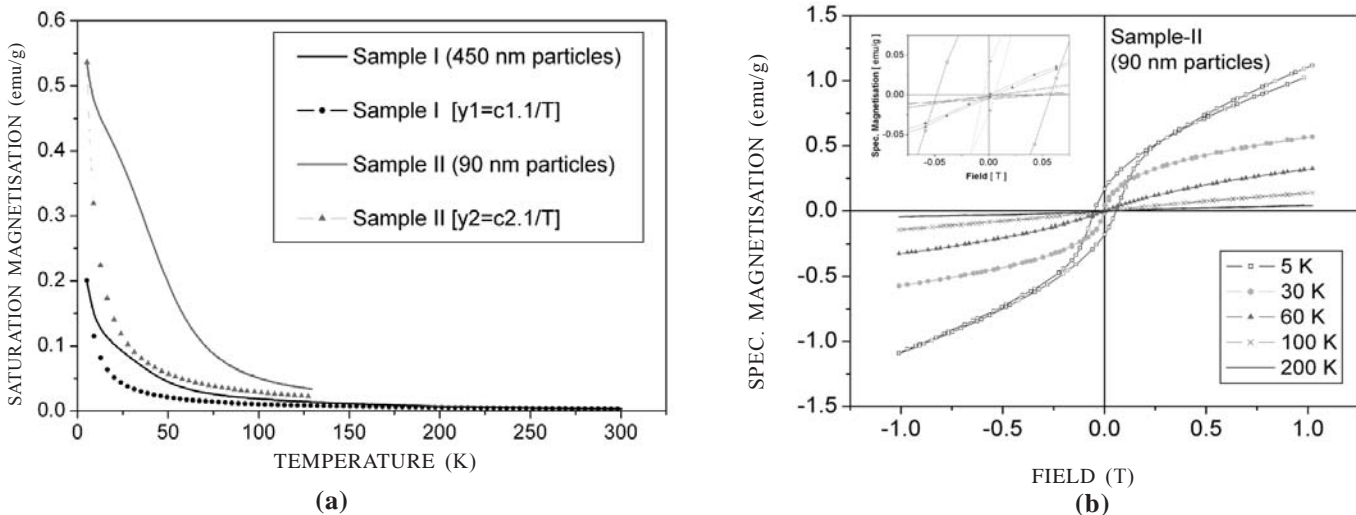 0.6
0.5
0.4
0.3
0.2
0.1
0.0
SATURATION MAGNETISATION (emu/g)
Sample I (450 nm particles)
Sample I [y1=c1.1/T]
Sample II (90 nm particles)
Sample II [y2=c2.1/T]
0 50 100 150 200 250 300
TEMPERATURE (K)
(a)
1.5
1.0
0.5
0.0
-0.5
-1.0
-1.5
SPEC. MAGNETISATION (emu/g)
0.05
0.00
-0.05
Spec. Magnetisation [ emu/g]
-0.05 0.00 0.05
Field [ T ]
Sample-II
(90 nm particles)
5 K
30 K
60 K
100 K
200 K
-1.0 -0.5 0.0 0.5 1.0
FIELD (T)
(b)